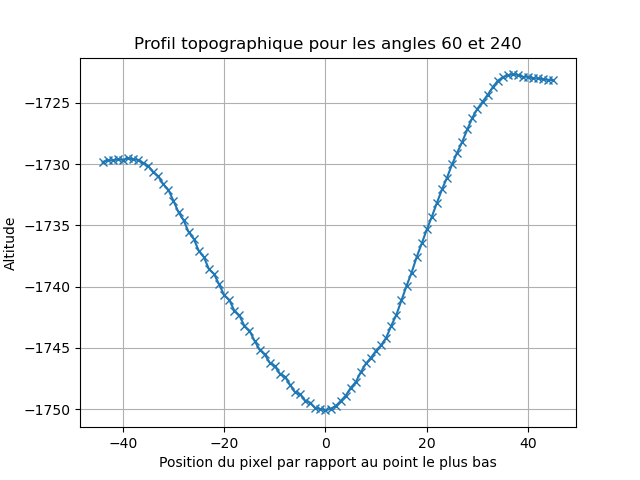 Profil topographique pour les angles 60 et 240
−1725
−1730
−1735
−1740
−1745
−1750
Altitude
−40 −20 0 20 40
Position du pixel par rapport au point le plus bas